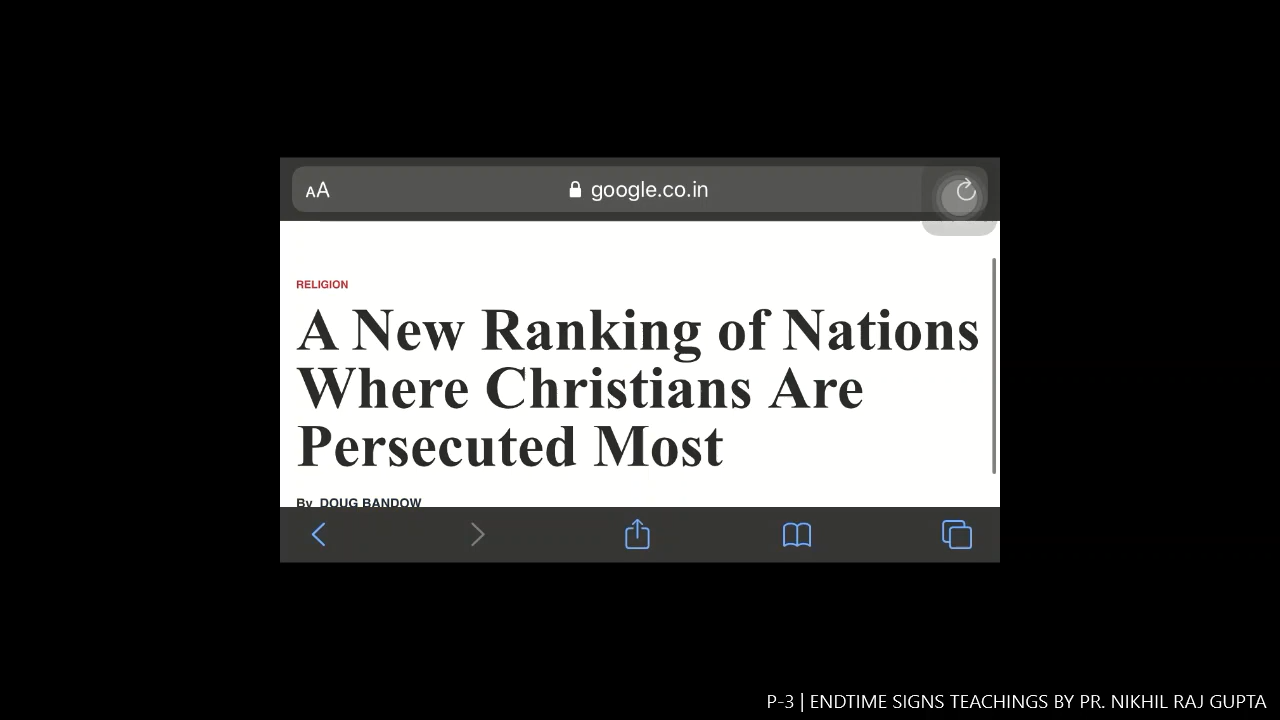 AA
google.co.in
RELIGION
A New Ranking of Nations
Where Christians Are
Persecuted Most
By DOUG BANDOW
P-3 | ENDTIME SIGNS TEACHINGS BY PR. NIKHIL RAJ GUPTA